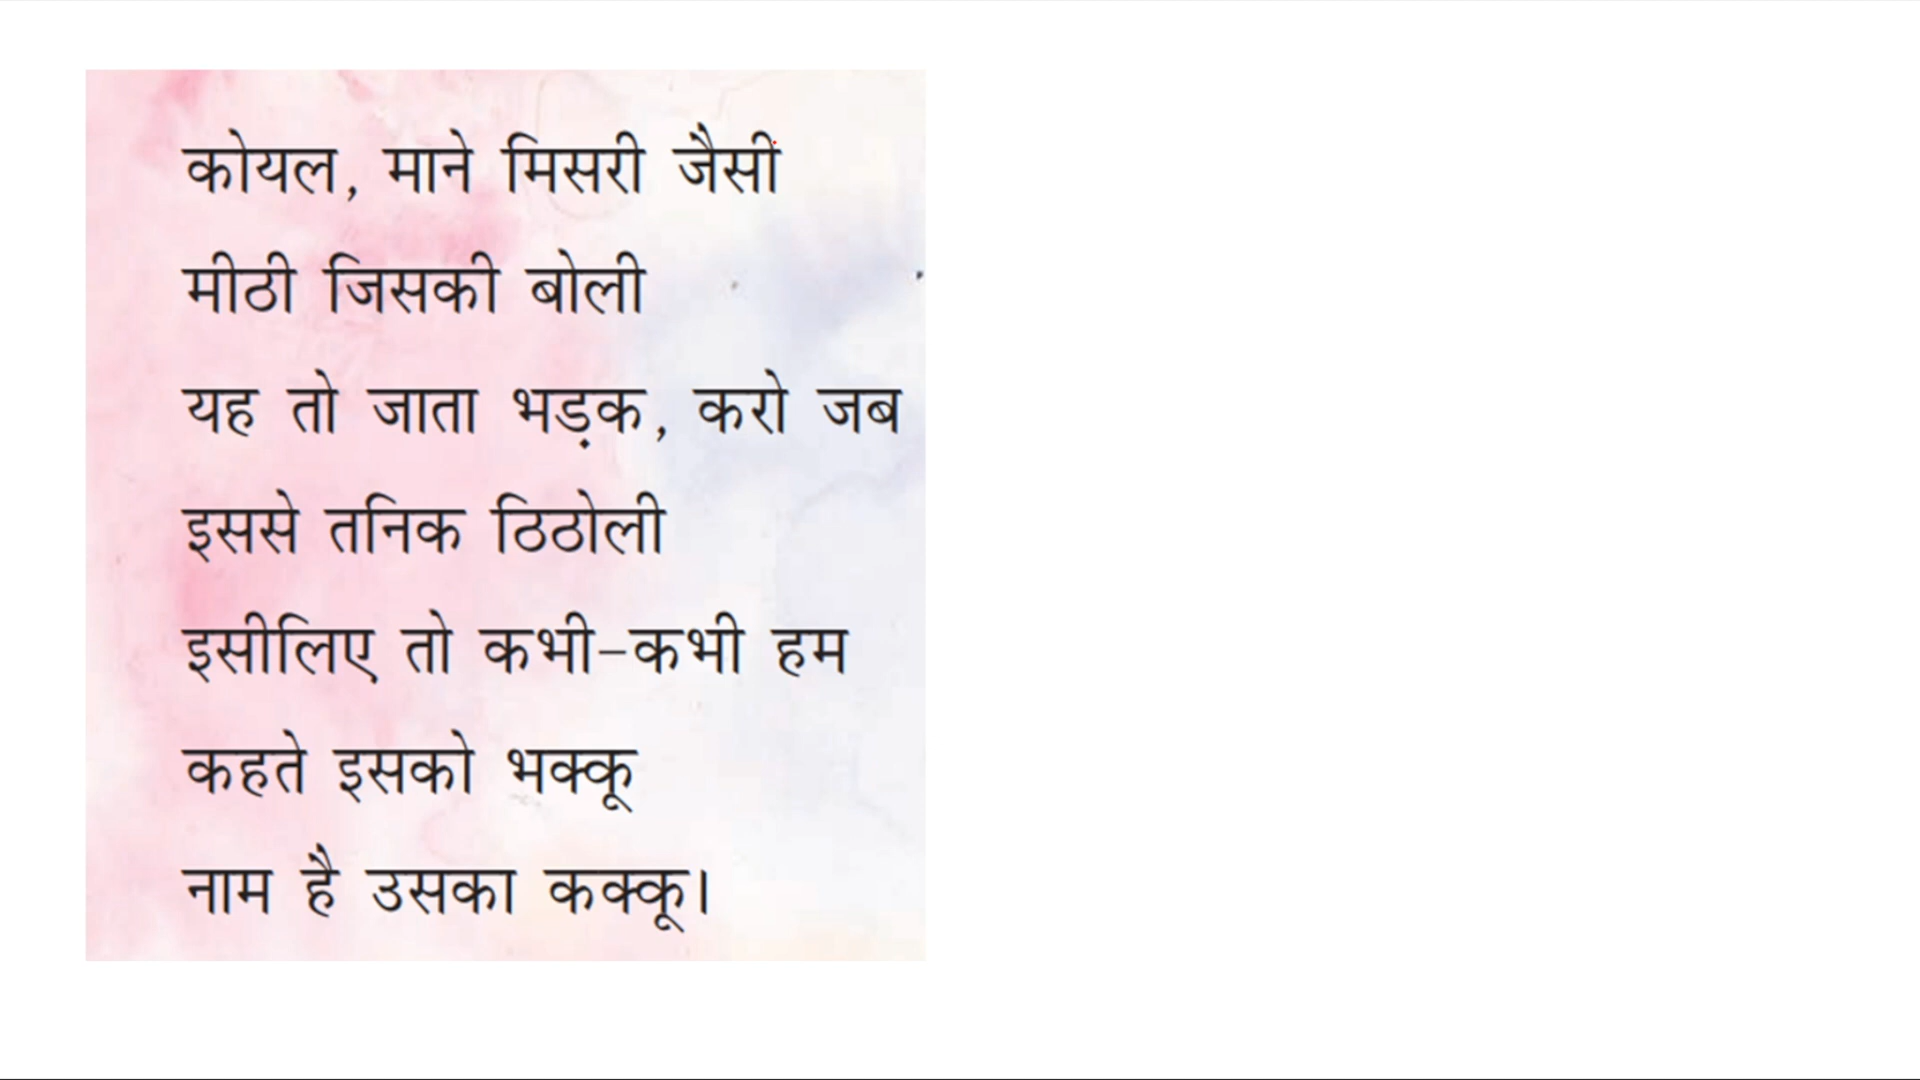 कोयल, माने मिसरी जैसी
मीठी जिसकी बोली
यह तो जाता भड़क, करो जब
इससे तनिक ठिठोली
इसीलिए तो कभी-कभी हम
कहते इसको भक्कू
नाम है उसका कक्कू।